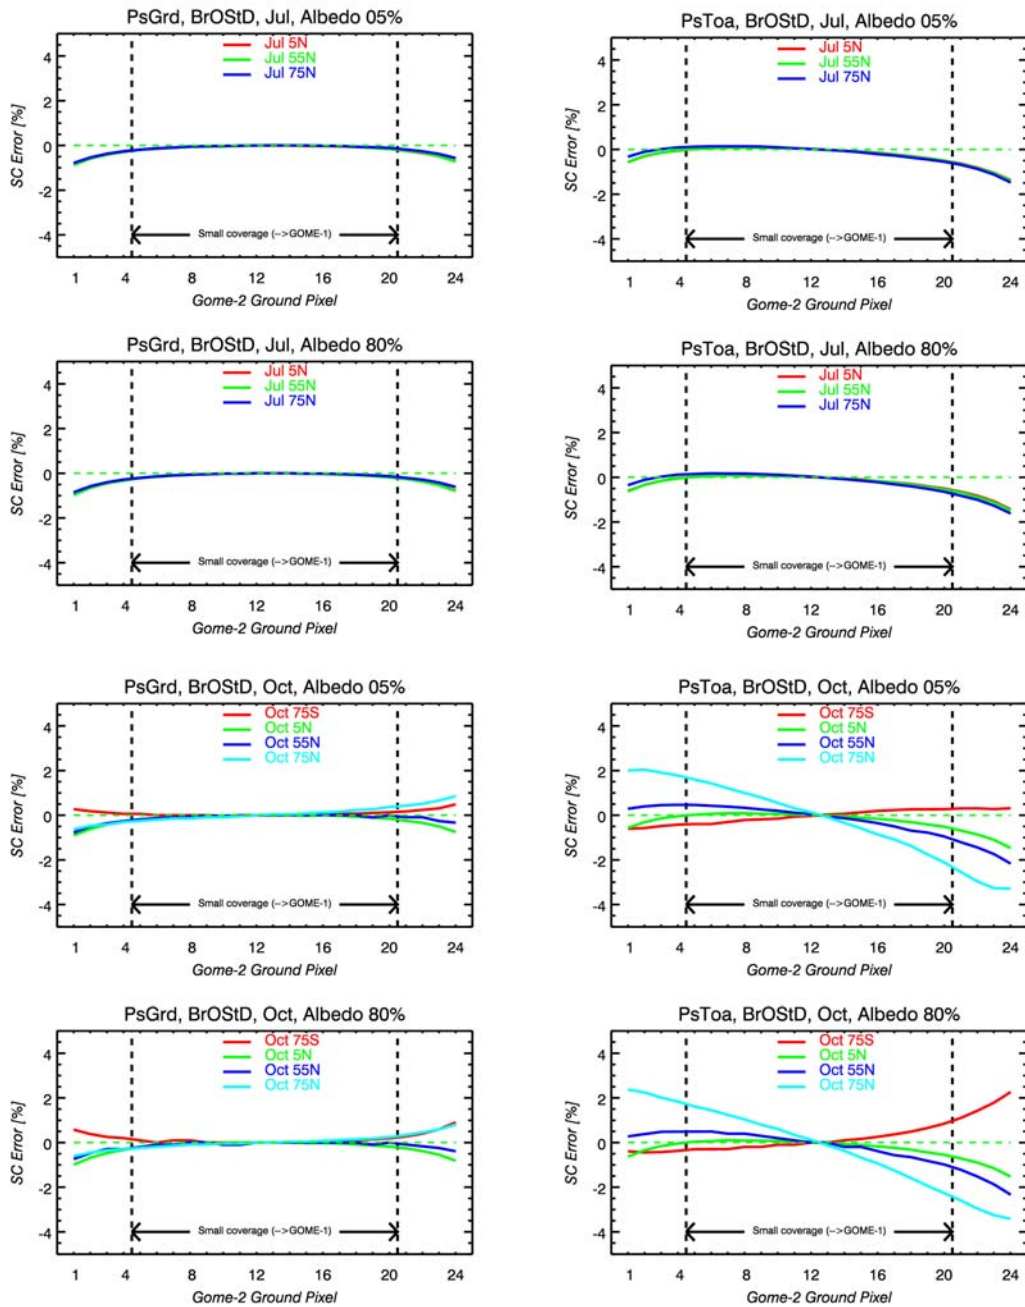 PsGrd, BrOStD, Jul, Albedo 05%
4
2
0
-2
-4
SC Error [%]
Jul 5N
Jul 55N
Jul 75N
Small coverage (-->GOME-1)
1 4 8 12 16 20 24
Gome-2 Ground Pixel
PsToa, BrOStD, Jul, Albedo 05%
4
2
0
-2
-4
SC Error [%]
Jul 5N
Jul 55N
Jul 75N
Small coverage (-->GOME-1)
1 4 8 12 16 20 24
Gome-2 Ground Pixel
PsGrd, BrOStD, Jul, Albedo 80%
4
2
0
-2
-4
SC Error [%]
Jul 5N
Jul 55N
Jul 75N
Small coverage (-->GOME-1)
1 4 8 12 16 20 24
Gome-2 Ground Pixel
PsToa, BrOStD, Jul, Albedo 80%
4
2
0
-2
-4
SC Error [%]
Jul 5N
Jul 55N
Jul 75N
Small coverage (-->GOME-1)
1 4 8 12 16 20 24
Gome-2 Ground Pixel
PsGrd, BrOStD, Oct, Albedo 05%
4
2
0
-2
-4
SC Error [%]
Oct 75S
Oct 5N
Oct 55N
Oct 75N
Small coverage (-->GOME-1)
1 4 8 12 16 20 24
Gome-2 Ground Pixel
PsToa, BrOStD, Oct, Albedo 05%
4
2
0
-2
-4
SC Error [%]
Oct 75S
Oct 5N
Oct 55N
Oct 75N
Small coverage (-->GOME-1)
1 4 8 12 16 20 24
Gome-2 Ground Pixel
PsGrd, BrOStD, Oct, Albedo 80%
4
2
0
-2
-4
SC Error [%]
Oct 75S
Oct 5N
Oct 55N
Oct 75N
Small coverage (-->GOME-1)
1 4 8 12 16 20 24
Gome-2 Ground Pixel
PsToa, BrOStD, Oct, Albedo 80%
4
2
0
-2
-4
SC Error [%]
Oct 75S
Oct 5N
Oct 55N
Oct 75N
Small coverage (-->GOME-1)
1 4 8 12 16 20 24
Gome-2 Ground Pixel